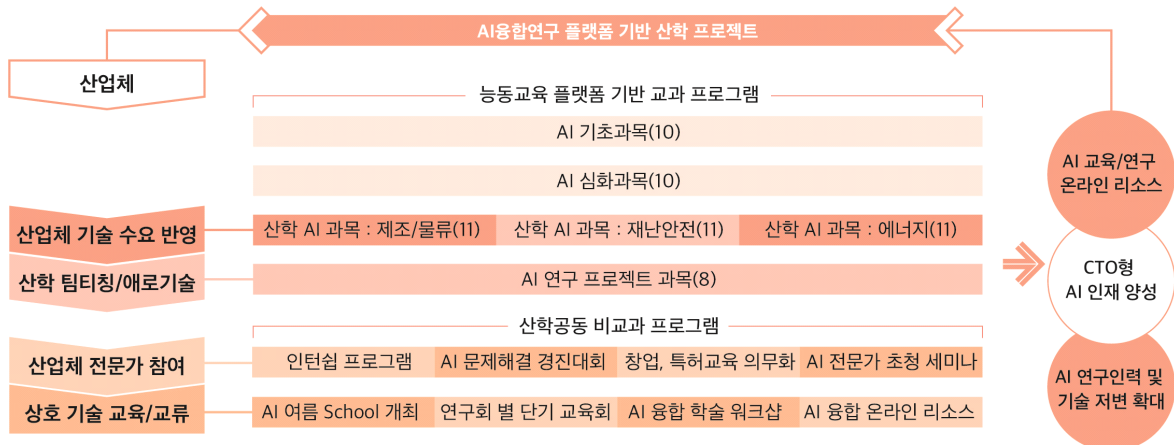 AI융합연구 플랫폼 기반 산학 프로젝트
산업체
능동교육 플랫폼 기반 교과 프로그램
AI 기초과목(10)
AI 심화과목(10)
산업체 기술 수요 반영
산학 AI 과목 : 제조/물류(11)
산학 AI 과목 : 재난안전(11)
산학 AI 과목 : 에너지(11)
산학 팀티칭/애로기술
AI 연구 프로젝트 과목(8)
산학공동 비교과 프로그램
산업체 전문가 참여
인턴쉽 프로그램
AI 문제해결 경진대회
창업, 특허교육 의무화
AI 전문가 초청 세미나
상호 기술 교육/교류
AI 여름 School 개최
연구회 별 단기 교육회
AI 융합 학술 워크샵
AI 융합 온라인 리소스
AI 교육/연구
온라인 리소스
CTO형
AI 인재 양성
AI 연구인력 및
기술 저변 확대